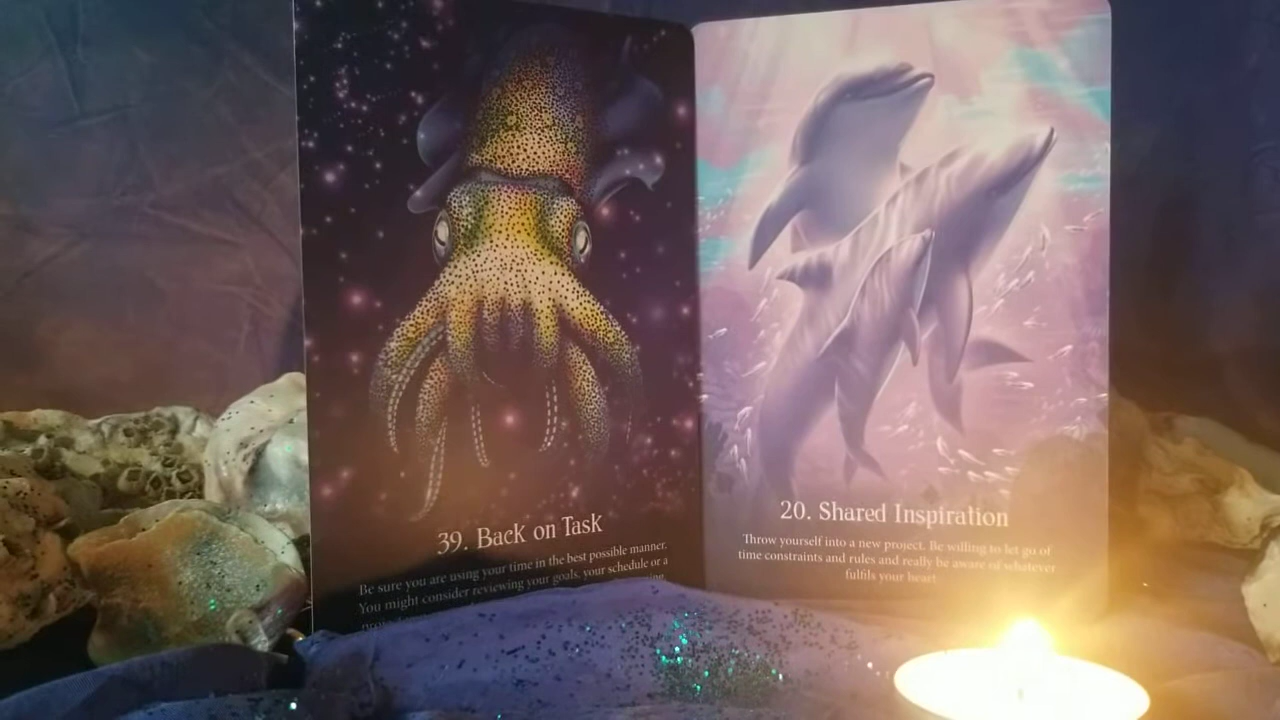 39. Back on Task
Be sure you are using your time in the best possible manner.
You might consider reviewing your goals, your schedule or a
20. Shared Inspiration
Throw yourself into a new project. Be willing to let go of
time constraints and rules and really be aware of whatever
fulfils your heart